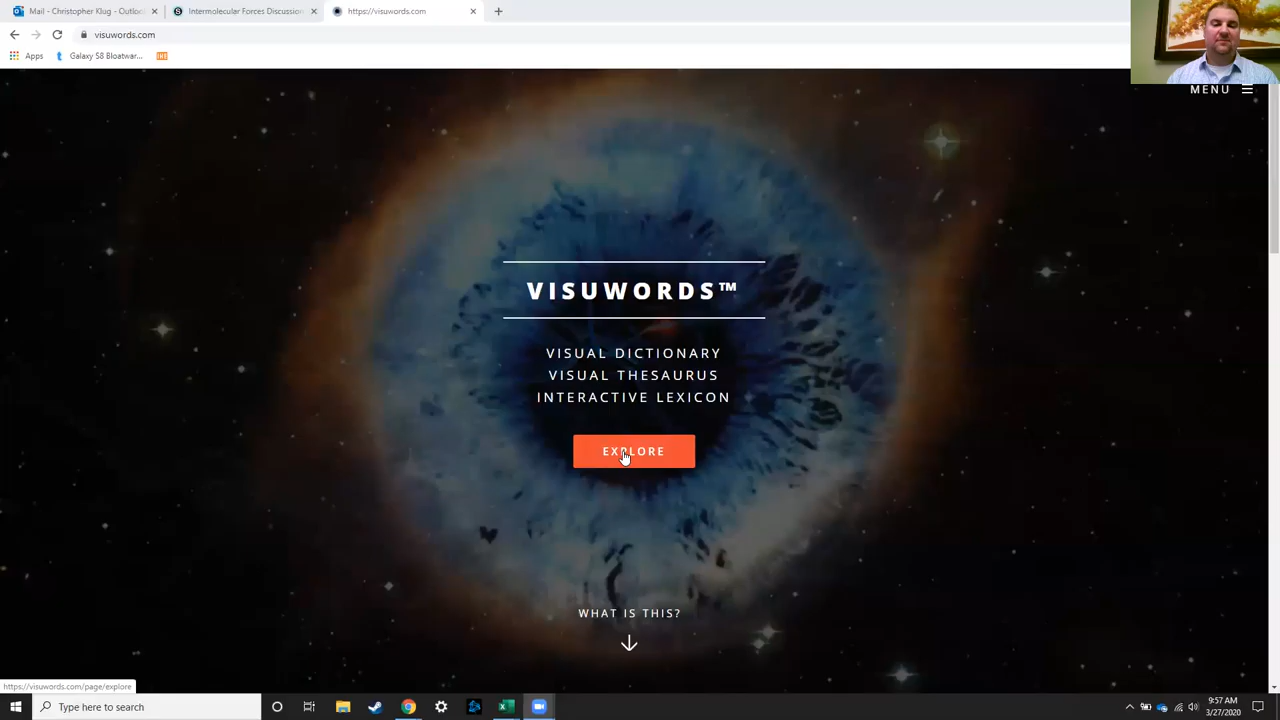 Mail - Christopher Klug - Outloo
Intermolecular Forces Discussion
https://visuwords.com
visuwords.com
Apps
Galaxy S8 Bloatwar...
MENU
VISUWORDS™
VISUAL DICTIONARY
VISUAL THESAURUS
INTERACTIVE LEXICON
EXPLORE
WHAT IS THIS?
https://visuwords.com/page/explore
Type here to search
9:57 AM
3/27/2020